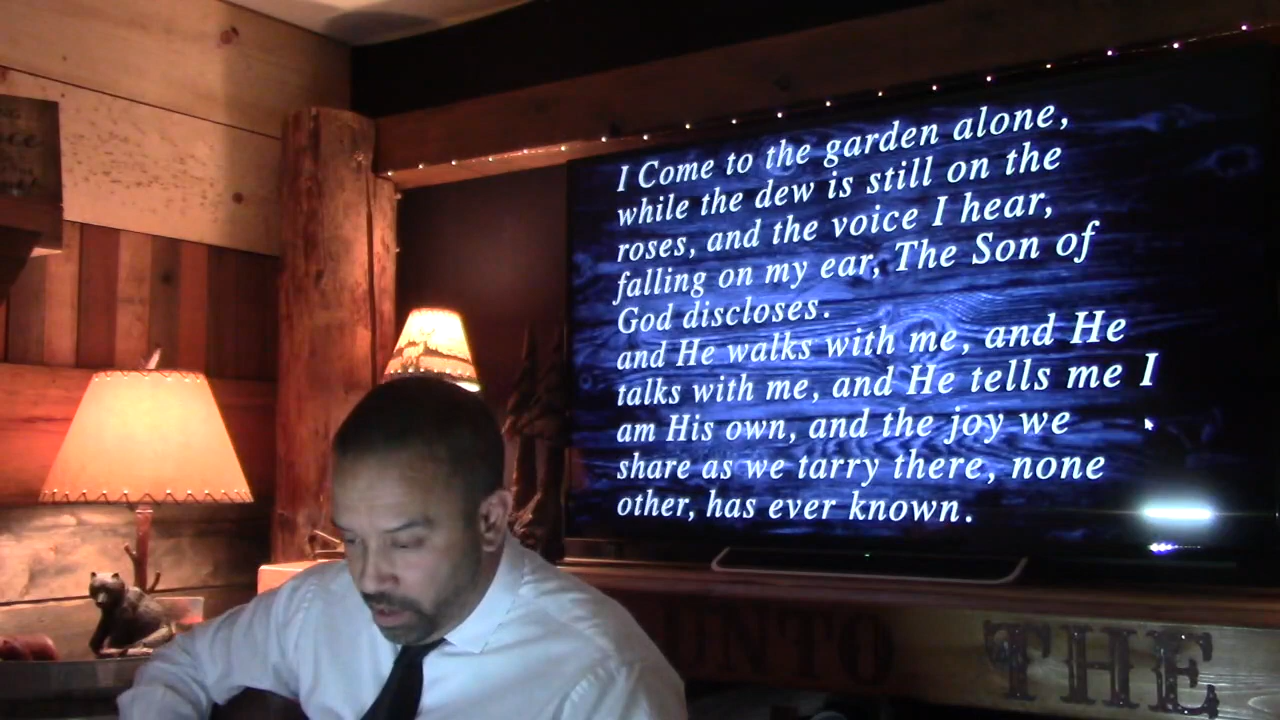 I Come to the garden alone,
while the dew is still on the
roses, and the voice I hear,
falling on my ear, The Son of
God discloses.
and He walks with me, and He
talks with me, and He tells me I
am His own, and the joy we
share as we tarry there, none
other, has ever known.
UNTO THE